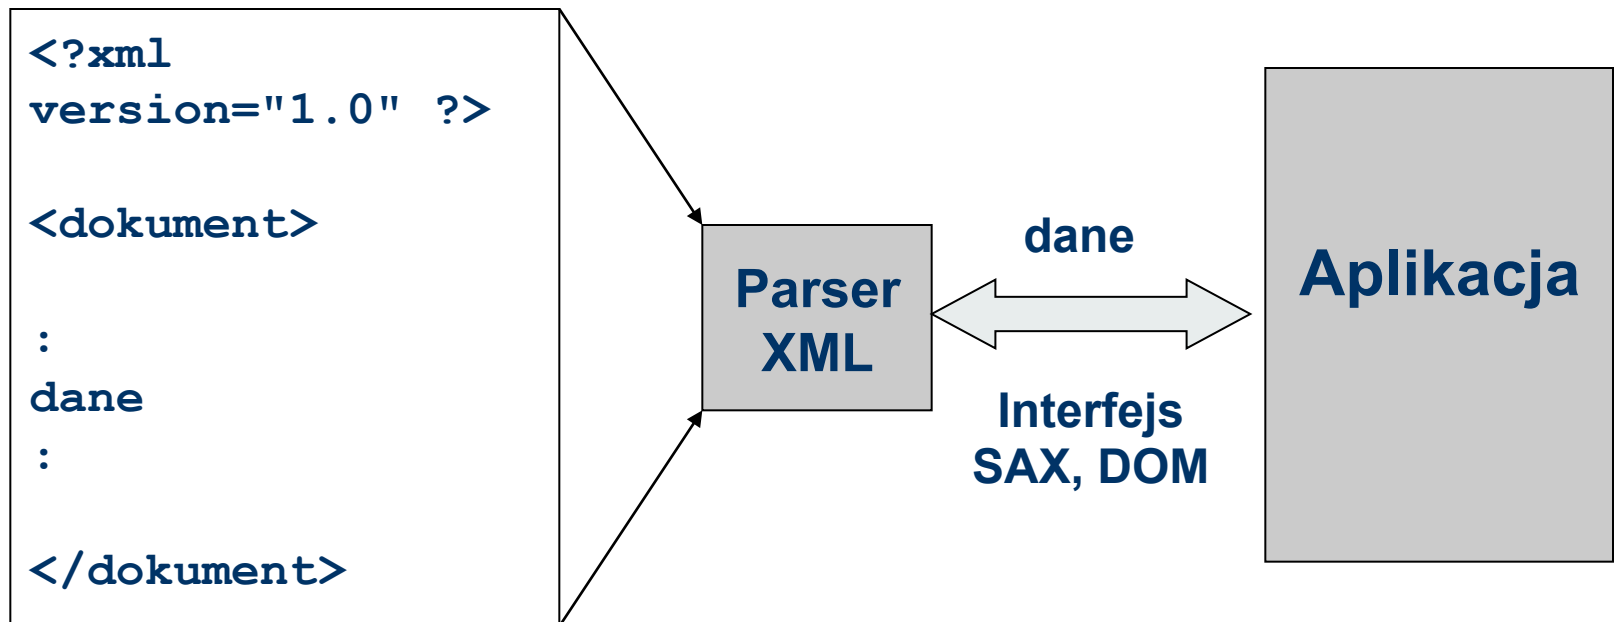 <?xml
version="1.0" ?>
<dokument>
:
dane
:
</dokument>
Parser
XML
dane
Interfejs
SAX, DOM
Aplikacja